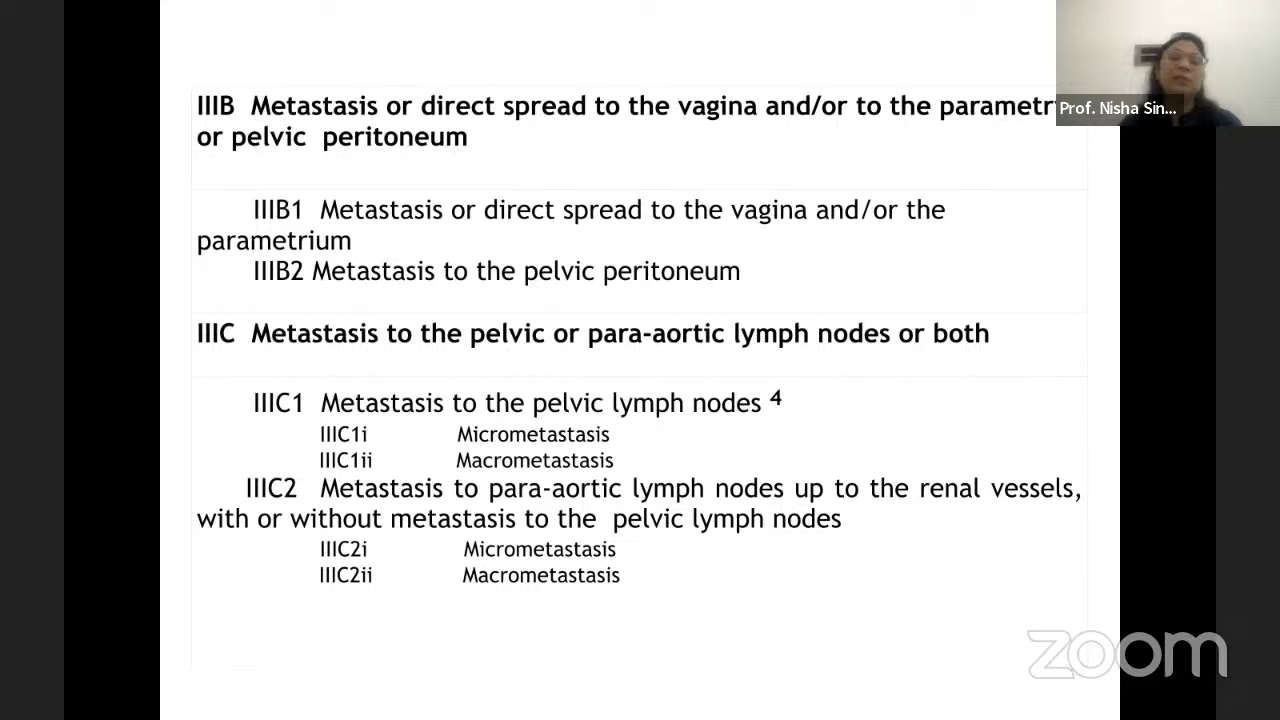 IIIB Metastasis or direct spread to the vagina and/or to the parametr
or pelvic peritoneum
IIIB1 Metastasis or direct spread to the vagina and/or the
parametrium
IIIB2 Metastasis to the pelvic peritoneum
IIIC Metastasis to the pelvic or para-aortic lymph nodes or both
IIIC1 Metastasis to the pelvic lymph nodes 4
IIIC1i Micrometastasis
IIIC1ii Macrometastasis
IIIC2 Metastasis to para-aortic lymph nodes up to the renal vessels,
with or without metastasis to the pelvic lymph nodes
IIIC2i Micrometastasis
IIIC2ii Macrometastasis
Prof. Nisha Sin...
zoom